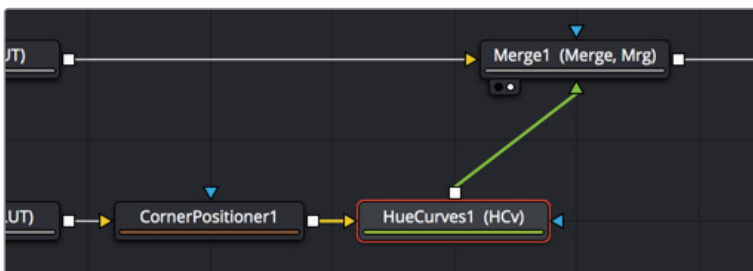 UT)
Merge1 (Merge, Mrg)
.UT)
CornerPositioner1
HueCurves1 (HCv)